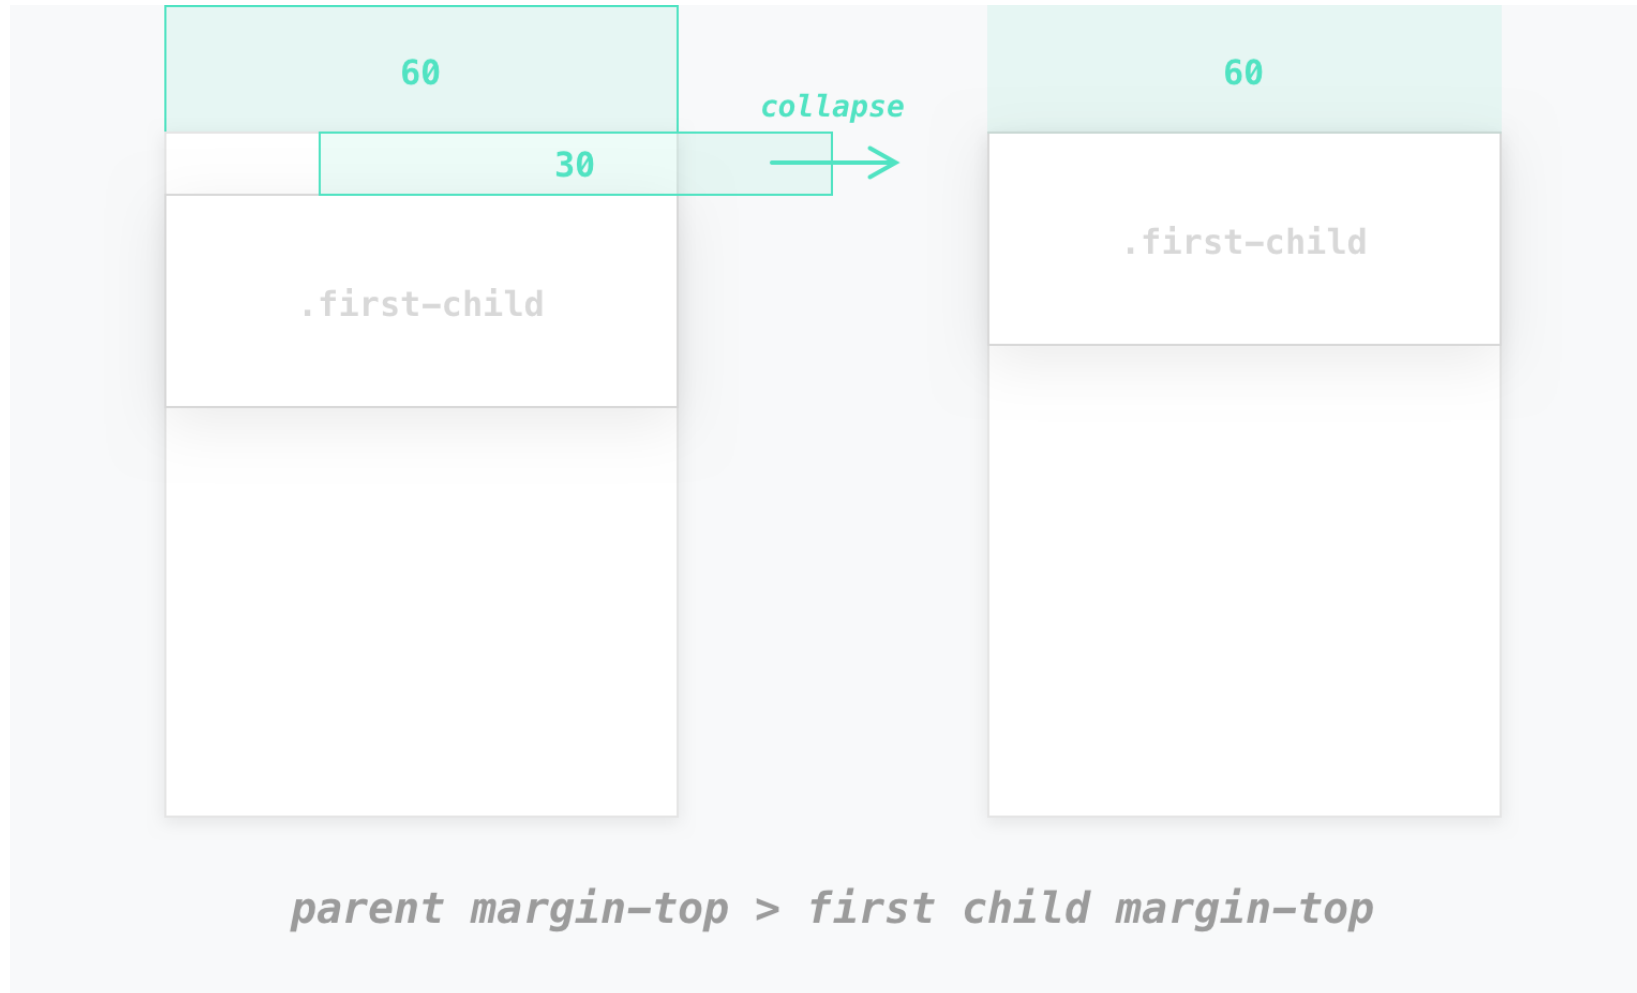 60
60
collapse
30
.first-child
.first-child
parent margin-top > first child margin-top